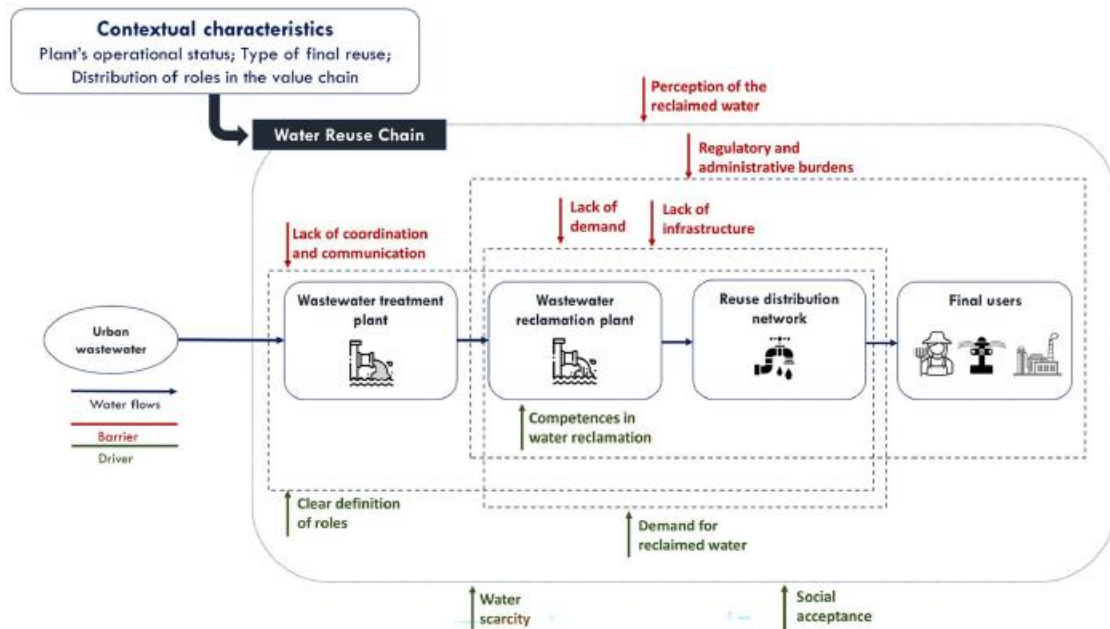 Contextual characteristics
Plant's operational status; Type of final reuse;
Distribution of roles in the value chain
Water Reuse Chain
Perception of the
reclaimed water
Regulatory and
administrative burdens
Lack of
demand
Lack of
infrastructure
Lack of coordination
and communication
Urban
wastewater
Wastewater treatment
plant
Wastewater
reclamation plant
Reuse distribution
network
Final users
Water flows
Barrier
Driver
Competences in
water reclamation
Clear definition
of roles
Demand for
reclaimed water
Water
scarcity
Social
acceptance